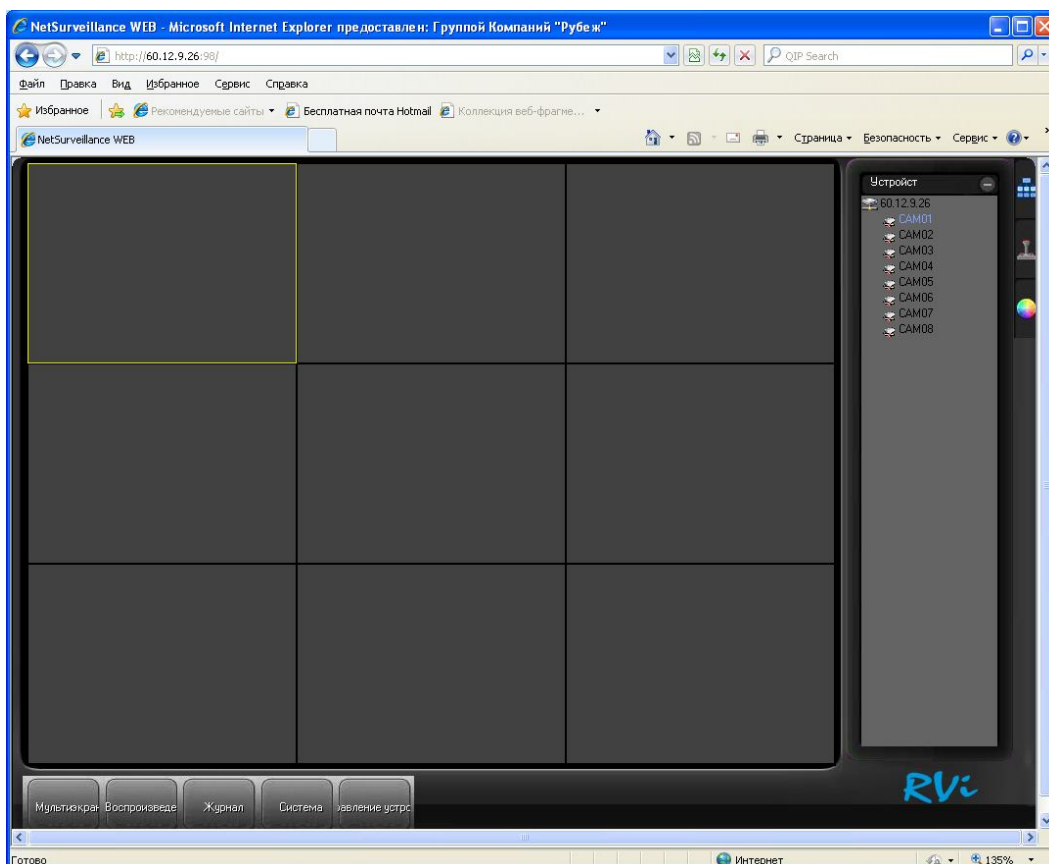 NetSurveillance WEB - Microsoft Internet Explorer предоставлен: Группой Компаний "Рубеж"
http://60.12.9.26:98/
QIP Search
Файл Правка Вид Избранное Сервис Справка
Избранное Рекомендуемые сайты Бесплатная почта Hotmail Коллекция веб-фрагме...
NetSurveillance WEB Страница Безопасность Сервис
Устройст
60.12.9.26
CAM01
CAM02
CAM03
CAM04
CAM05
CAM06
CAM07
CAM08
RVi
Мультиэкран Воспроизведе Журнал Система авление устрс
Готово Интернет 135%